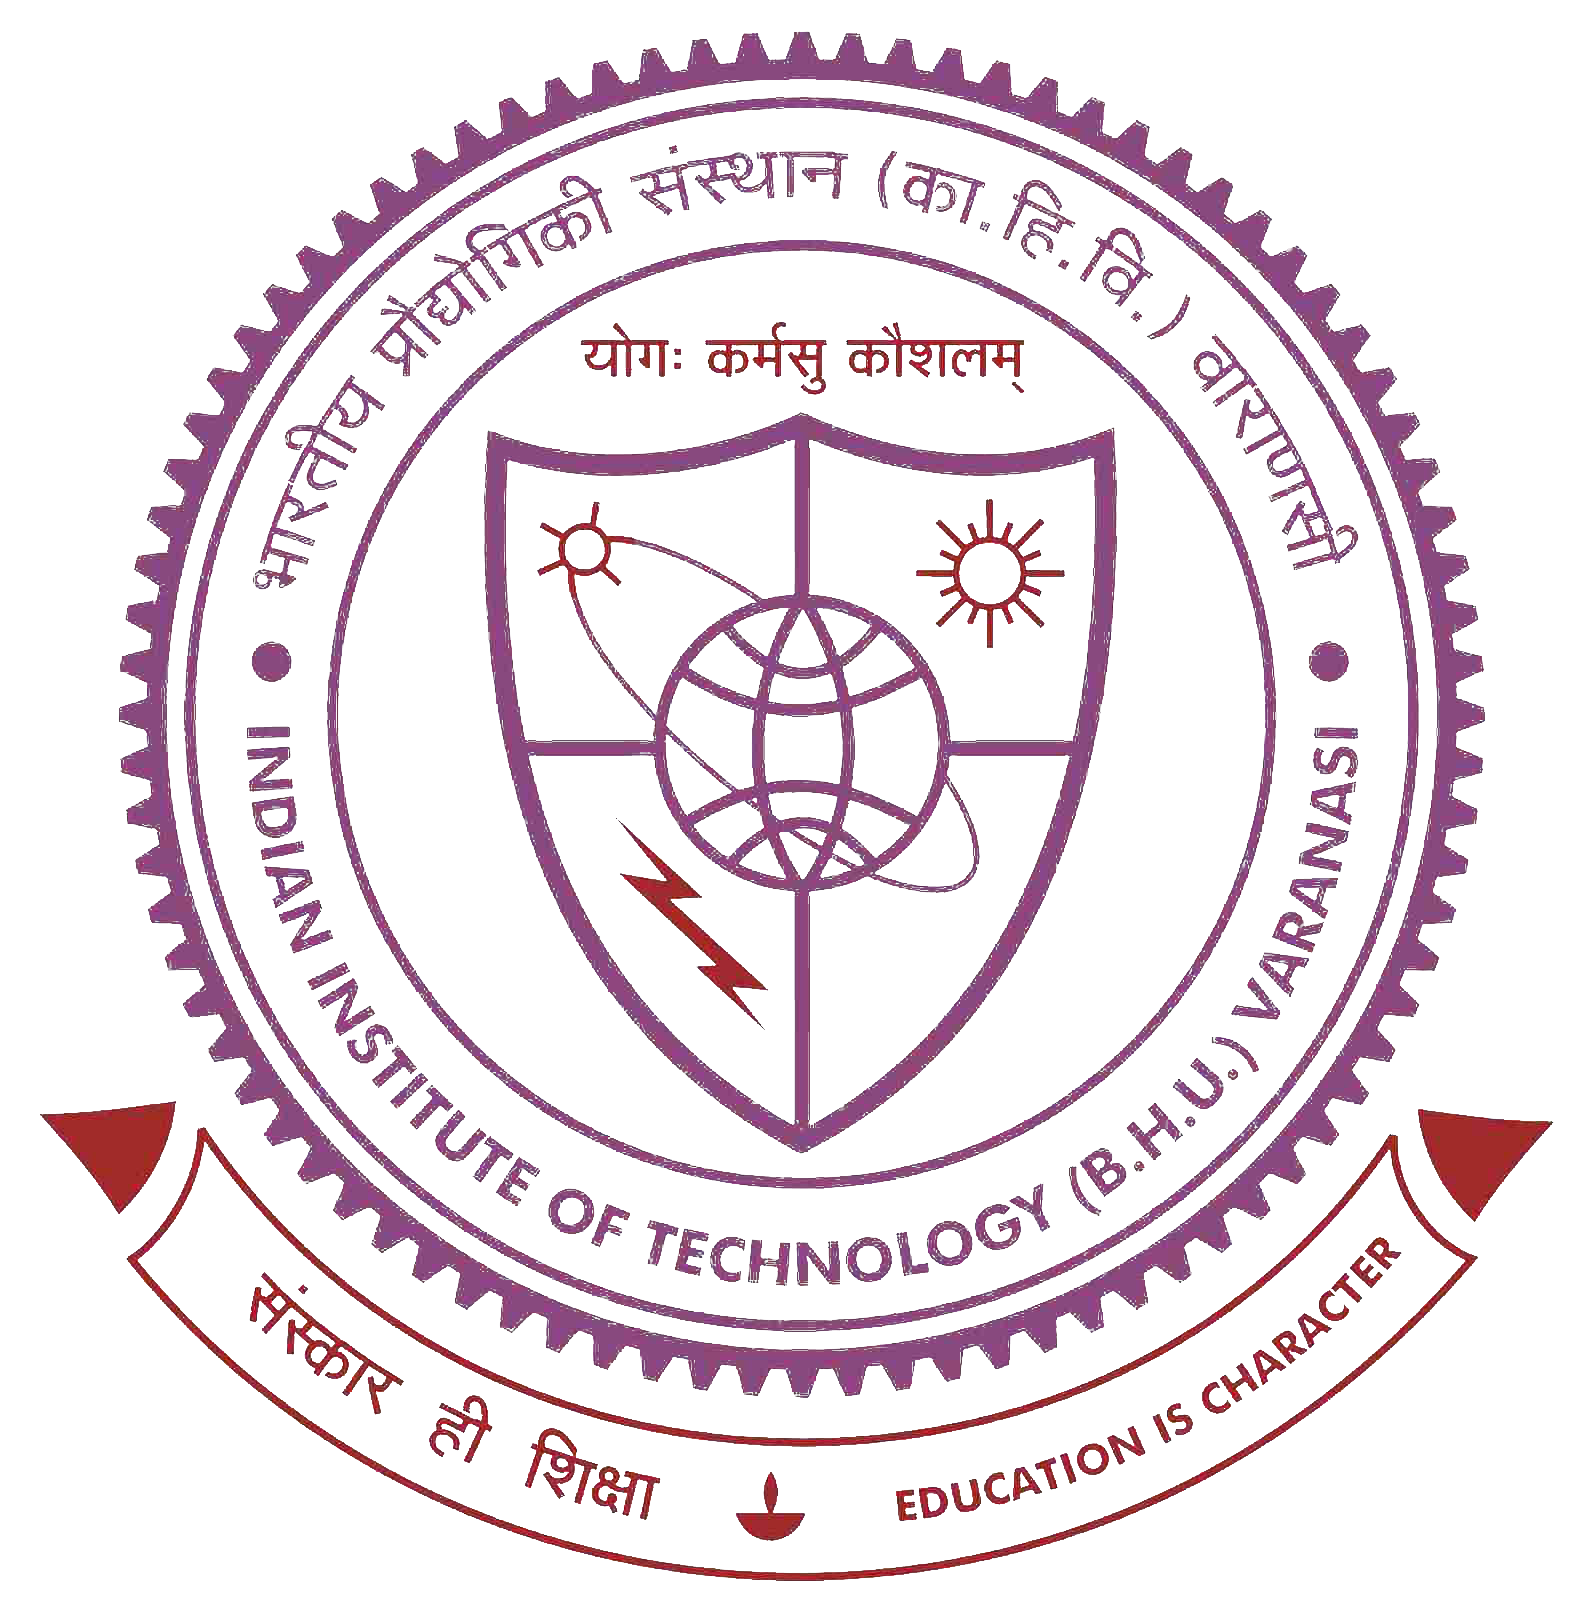 भारतीय प्रौद्योगिकी संस्थान (का.हि.वि.) वाराणसी
योगः कर्मसु कौशलम्
INDIAN INSTITUTE OF TECHNOLOGY (B.H.U.) VARANASI
संस्कार ही शिक्षा
EDUCATION IS CHARACTER